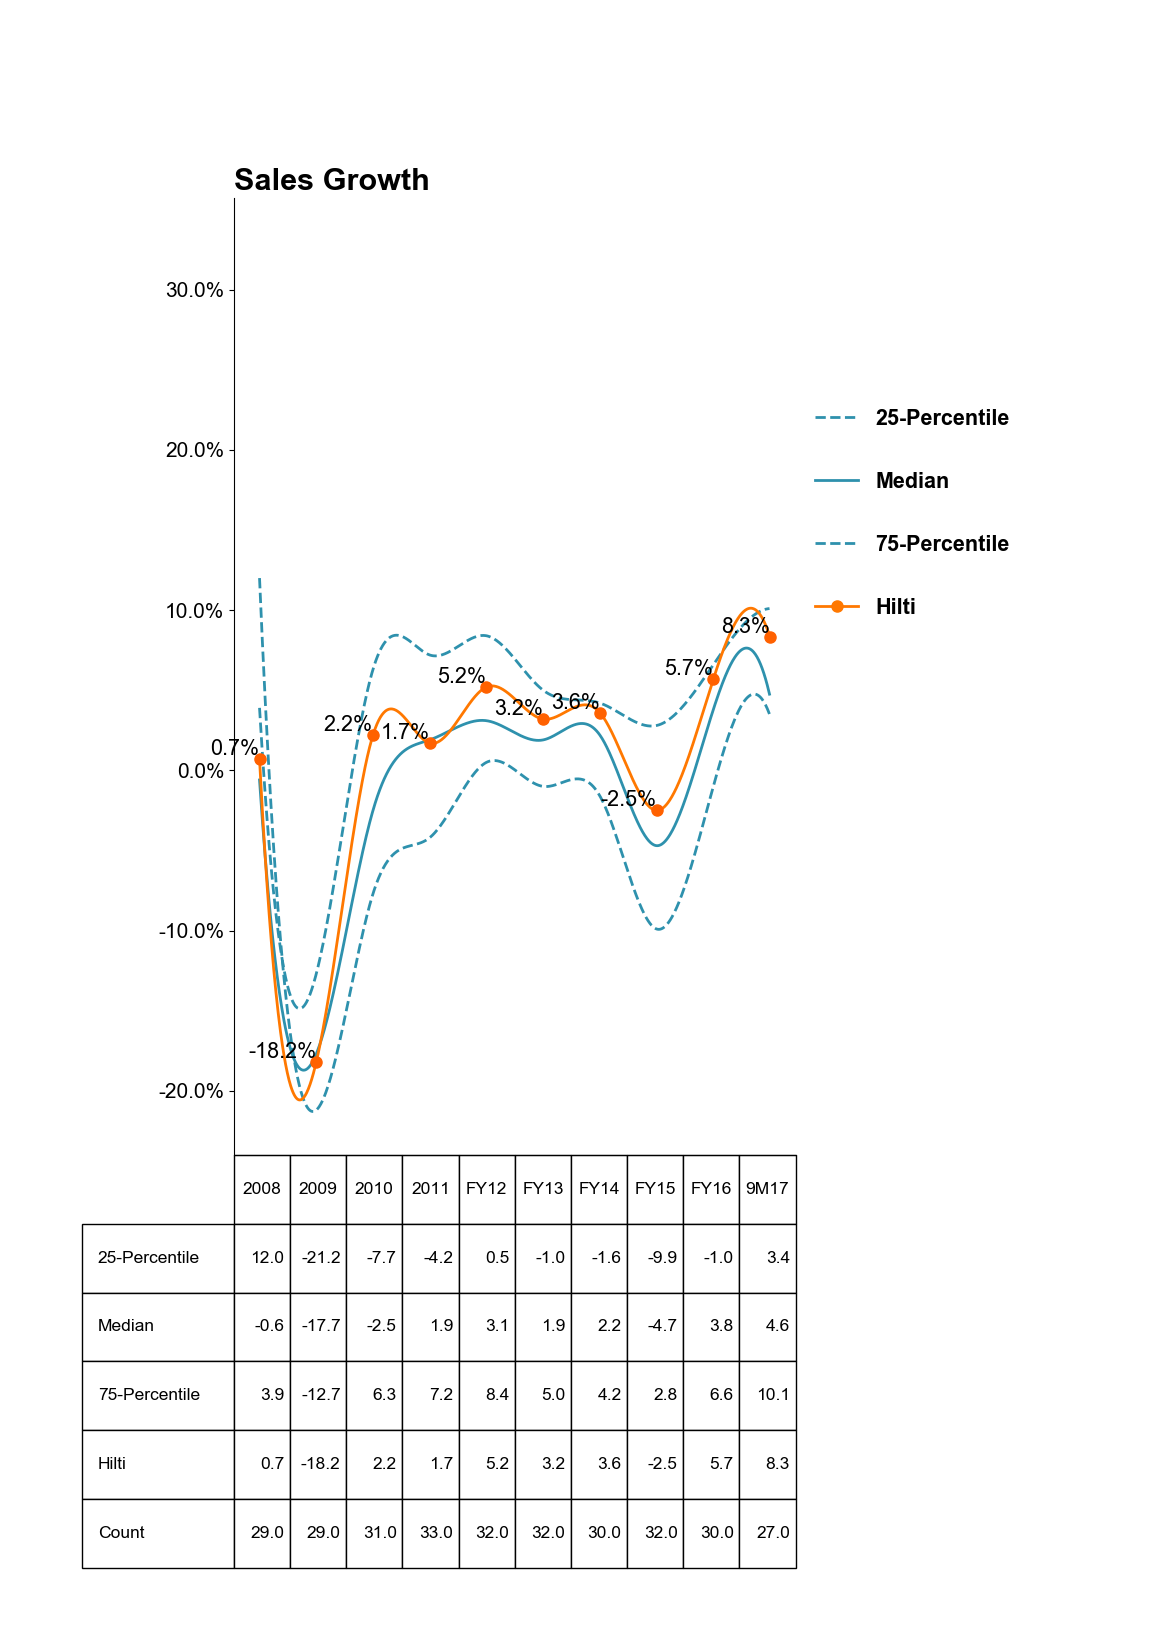 Sales Growth
30.0%
20.0%
10.0%
0.0%
-10.0%
-20.0%
25-Percentile
Median
75-Percentile
Hilti
0.7%
-18.2%
2.2%
1.7%
5.2%
3.2%
3.6%
-2.5%
5.7%
8.3%
2008 2009 2010 2011 FY12 FY13 FY14 FY15 FY16 9M17
25-Percentile 12.0 -21.2 -7.7 -4.2 0.5 -1.0 -1.6 -9.9 -1.0 3.4
Median -0.6 -17.7 -2.5 1.9 3.1 1.9 2.2 -4.7 3.8 4.6
75-Percentile 3.9 -12.7 6.3 7.2 8.4 5.0 4.2 2.8 6.6 10.1
Hilti 0.7 -18.2 2.2 1.7 5.2 3.2 3.6 -2.5 5.7 8.3
Count 29.0 29.0 31.0 33.0 32.0 32.0 30.0 32.0 30.0 27.0